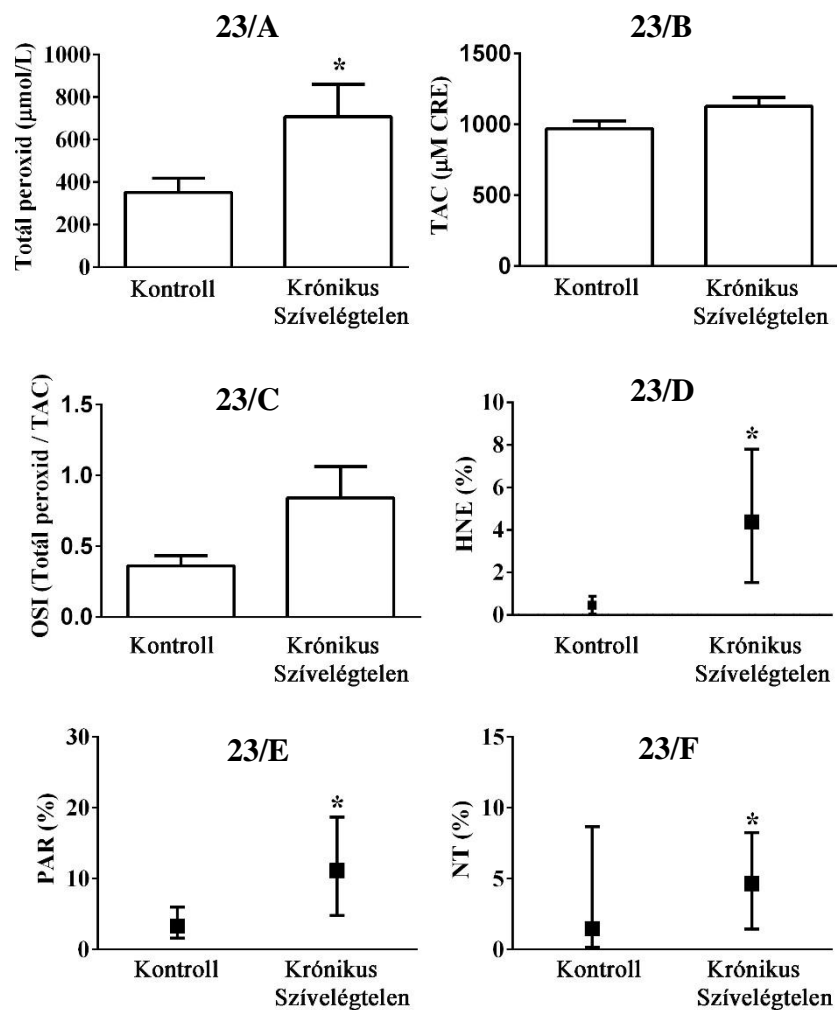 23/A
Totál peroxid (µmol/L)
1000
800
600
400
200
0
*
Kontroll
Krónikus
Szívelégtelen
23/B
TAC (µM CRE)
1500
1000
500
0
Kontroll
Krónikus
Szívelégtelen
23/C
OSI (Totál peroxid / TAC)
1.5
1.0
0.5
0.0
Kontroll
Krónikus
Szívelégtelen
23/D
HNE (%)
10
8
6
4
2
0
*
Kontroll
Krónikus
Szívelégtelen
23/E
PAR (%)
30
20
10
0
*
Kontroll
Krónikus
Szívelégtelen
23/F
NT (%)
15
10
5
0
*
Kontroll
Krónikus
Szívelégtelen